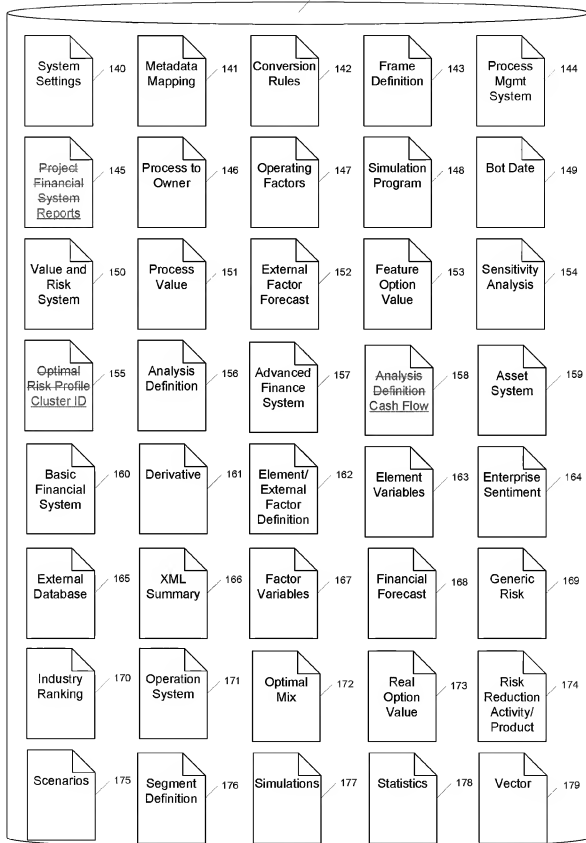 System
Settings
140
Metadata
Mapping
141
Conversion
Rules
142
Frame
Definition
143
Process
Mgmt
System
144
Project
Financial
System
Reports
145
Process to
Owner
146
Operating
Factors
147
Simulation
Program
148
Bot Date
149
Value and
Risk
System
150
Process
Value
151
External
Factor
Forecast
152
Feature
Option
Value
153
Sensitivity
Analysis
154
Optimal
Risk Profile
Cluster ID
155
Analysis
Definition
156
Advanced
Finance
System
157
Analysis
Definition
Cash Flow
158
Asset
System
159
Basic
Financial
System
160
Derivative
161
Element/
External
Factor
Definition
162
Element
Variables
163
Enterprise
Sentiment
164
External
Database
165
XML
Summary
166
Factor
Variables
167
Financial
Forecast
168
Generic
Risk
169
Industry
Ranking
170
Operation
System
171
Optimal
Mix
172
Real
Option
Value
173
Risk
Reduction
Activity/
Product
174
Scenarios
175
Segment
Definition
176
Simulations
177
Statistics
178
Vector
179